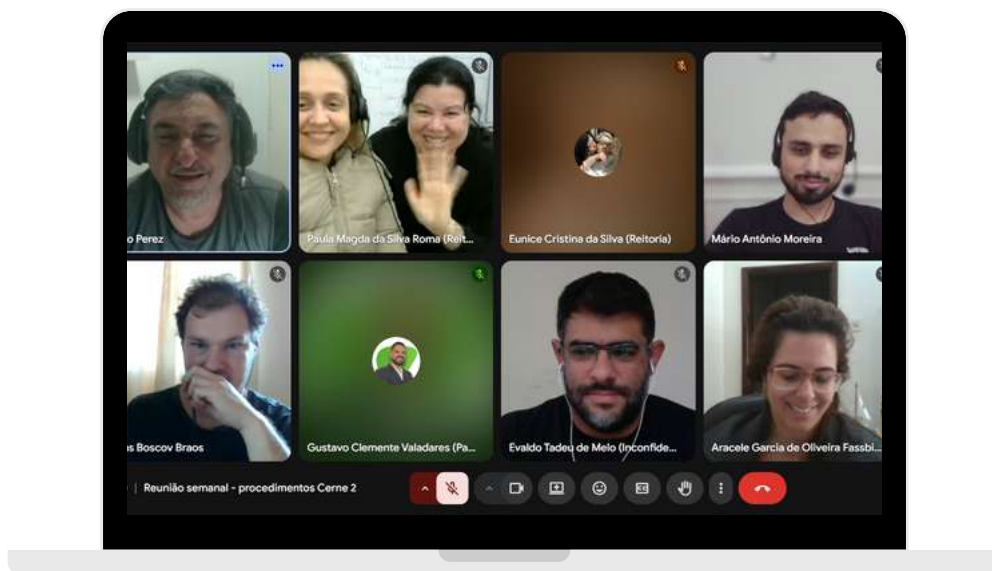 o Perez
Paula Magda da Silva Roma (Reit...
Eunice Cristina da Silva (Reitoria)
Mário Antônio Moreira
s Boscov Braos
Gustavo Clemente Valadares (Pa...
Evaldo Tadeu de Melo (Inconfide...
Aracele Garcia de Oliveira Fassbi...
Reunião semanal - procedimentos Cerne 2